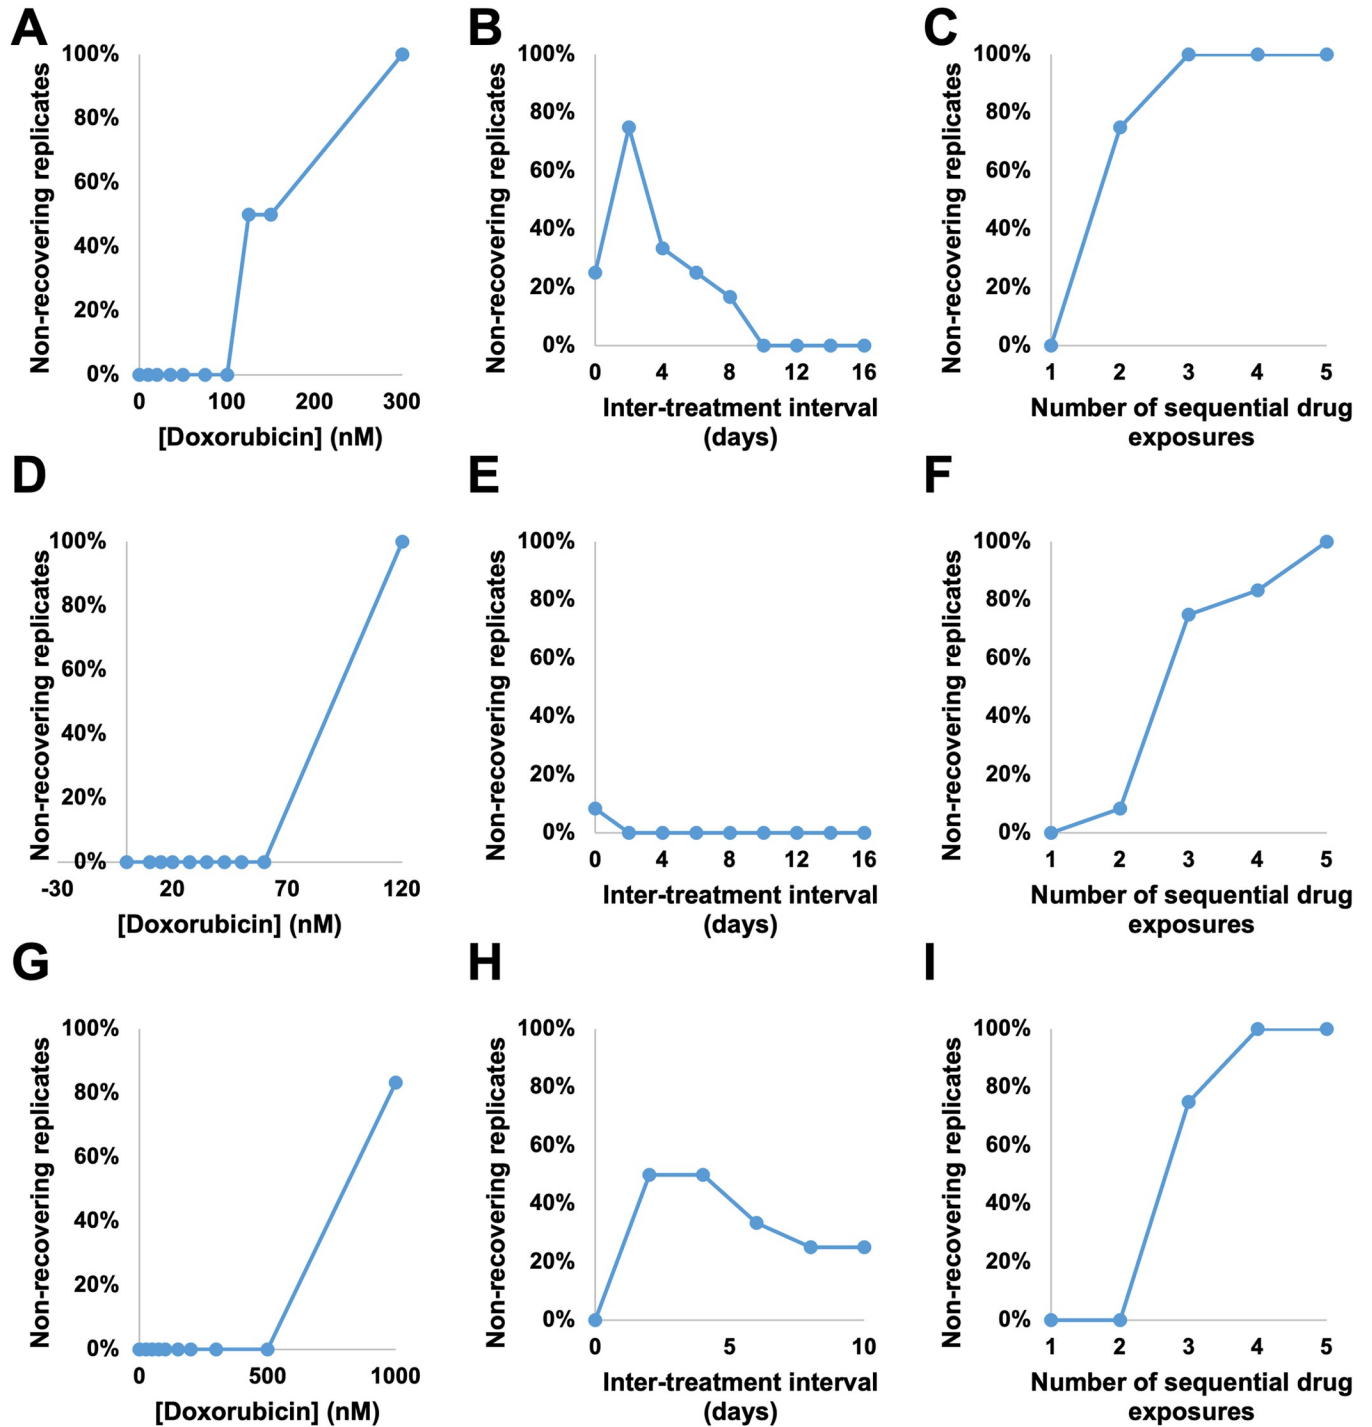 A
Non-recovering replicates
100%
80%
60%
40%
20%
0%
0 100 200 300
[Doxorubicin] (nM)
B
Non-recovering replicates
100%
80%
60%
40%
20%
0%
0 4 8 12 16
Inter-treatment interval
(days)
C
Non-recovering replicates
100%
80%
60%
40%
20%
0%
1 2 3 4 5
Number of sequential drug
exposures
D
Non-recovering replicates
100%
80%
60%
40%
20%
0%
-30 20 70 120
[Doxorubicin] (nM)
E
Non-recovering replicates
100%
80%
60%
40%
20%
0%
0 4 8 12 16
Inter-treatment interval
(days)
F
Non-recovering replicates
100%
80%
60%
40%
20%
0%
1 2 3 4 5
Number of sequential drug
exposures
G
Non-recovering replicates
100%
80%
60%
40%
20%
0%
0 500 1000
[Doxorubicin] (nM)
H
Non-recovering replicates
100%
80%
60%
40%
20%
0%
0 5 10
Inter-treatment interval
(days)
I
Non-recovering replicates
100%
80%
60%
40%
20%
0%
1 2 3 4 5
Number of sequential drug
exposures